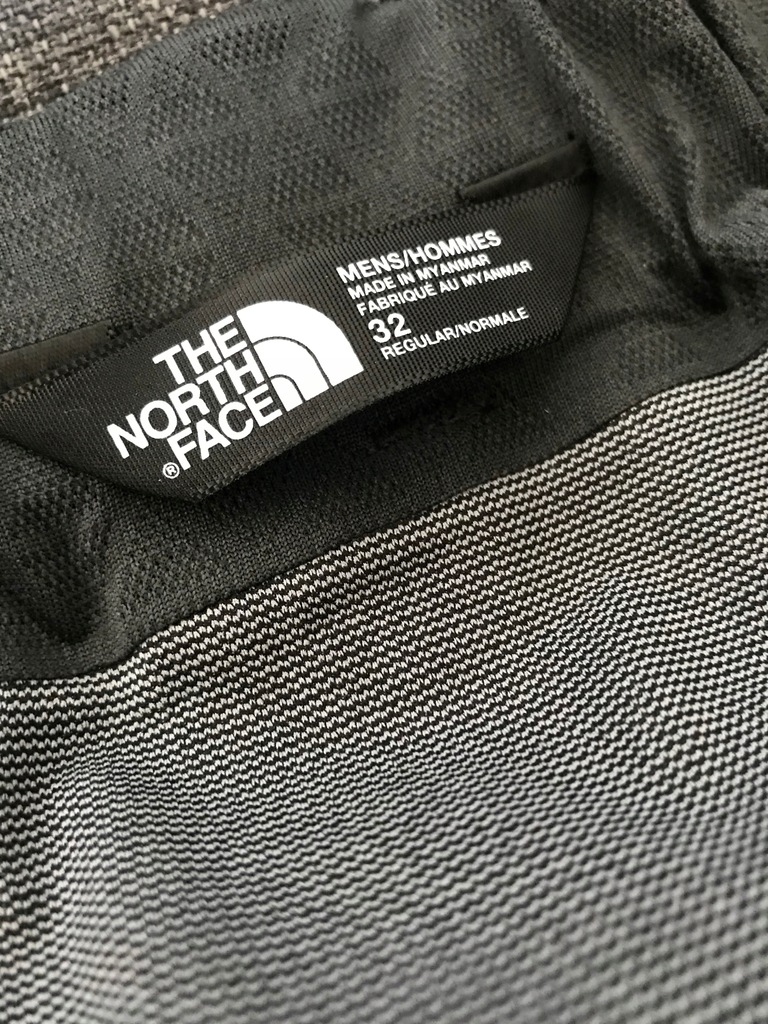 THE
NORTH
FACE
®
MENS/HOMMES
MADE IN MYANMAR
FABRIQUÉ AU MYANMAR
32
REGULAR/NORMALE